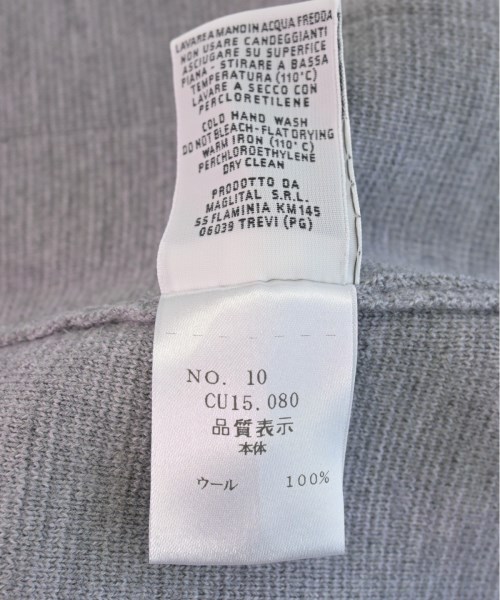 LAVARE A MANO IN ACQUA FREDDA
NON USARE CANDEGGIANTI
ASCIUGARE SU SUPERFICE
PIANA - STIRARE A BASSA
TEMPERATURA (110°C)
LAVARE A SECCO CON
PERCLORETILENE
COLD HAND WASH
DO NOT BLEACH-FLAT DRYING
WARM IRON (110°C)
PERCHLOROETHYLENE
DRY CLEAN
PRODOTTO DA
MAGLITAL S.R.L.
SS FLAMINIA KM145
06039 TREVI (PG)
NO. 10
CU15.080
品質表示
本体
ウール 100%